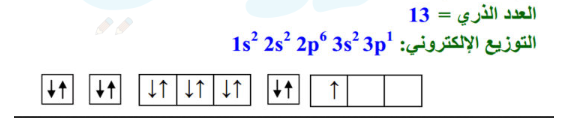 العدد الذري = 13
التوزيع الإلكتروني: 1s² 2s² 2p⁶ 3s² 3p¹
↓↑ ↓↑ ↓↑ ↓↑ ↓↑ ↓↑ ↑